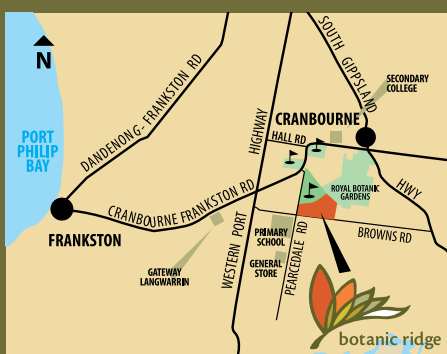 N
PORT
PHILIP
BAY
DANDENONG- FRANKSTON RD
SOUTH GIPPSLAND
HWY
SECONDARY
COLLEGE
CRANBOURNE
HALL RD
WESTERN PORT
HIGHWAY
ROYAL BOTANIC
GARDENS
CRANBOURNE FRANKSTON RD
FRANKSTON
GATEWAY
LANGWARRIN
PRIMARY
SCHOOL
GENERAL
STORE
PEARCEDALE RD
BROWNS RD
botanic ridge